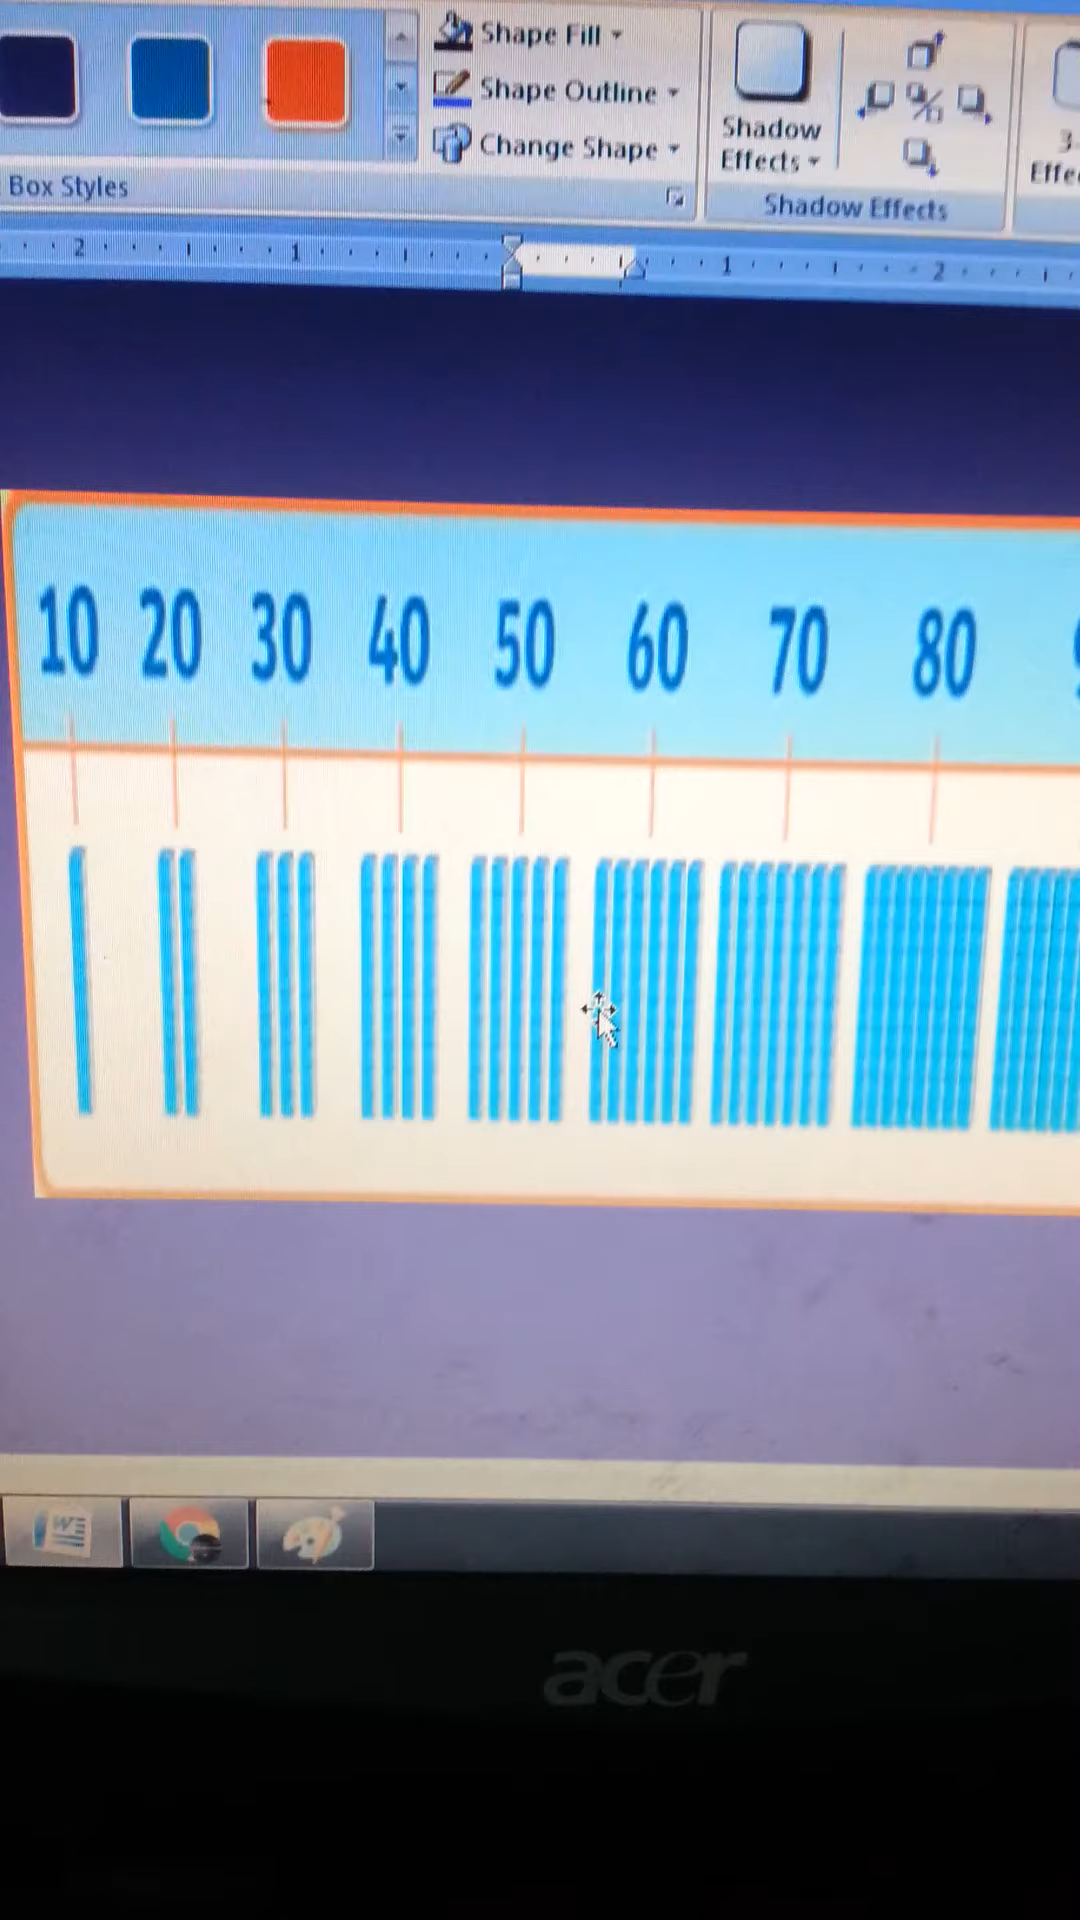 Shape Fill
Shape Outline
Change Shape
Shadow
Effects
Box Styles
Shadow Effects
2 1 1 2
10 20 30 40 50 60 70 80
W
acer